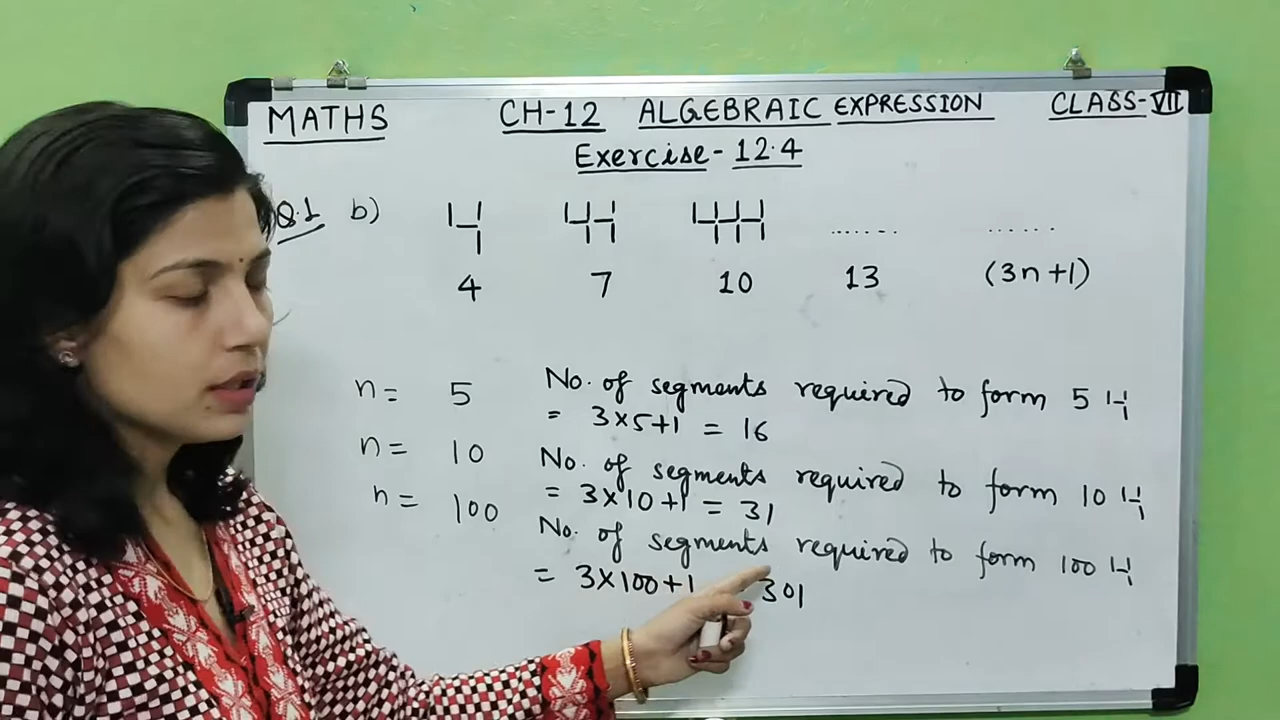 MATHS CH-12 ALGEBRAIC EXPRESSION CLASS-VII
Exercise-12.4
Q.1 b) ....... ......
4 7 10 13 (3n+1)
n= 5 No. of segments required to form 5
= 3×5+1 = 16
n= 10 No. of segments required to form 10
= 3×10+1 = 31
n= 100 No. of segments required to form 100
= 3×100+1 301